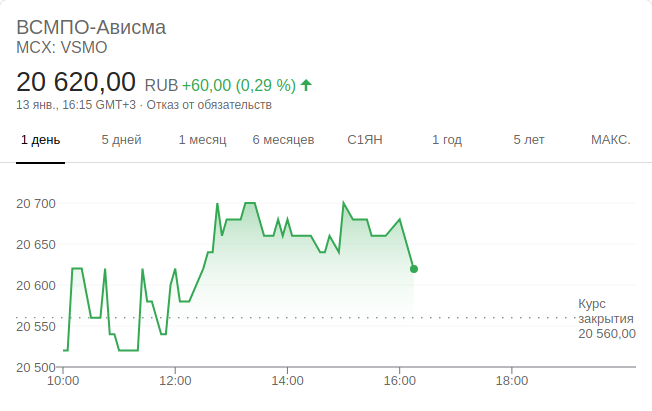 ВСМПО-Ависма
MCX: VSMO
20 620,00 RUB +60,00 (0,29 %)
13 янв., 16:15 GMT+3 · Отказ от обязательств
1 день 5 дней 1 месяц 6 месяцев С1ЯН 1 год 5 лет МАКС.
20 700
20 650
20 600
Курс
20 550 закрытия
20 560,00
20 500
10:00 12:00 14:00 16:00 18:00